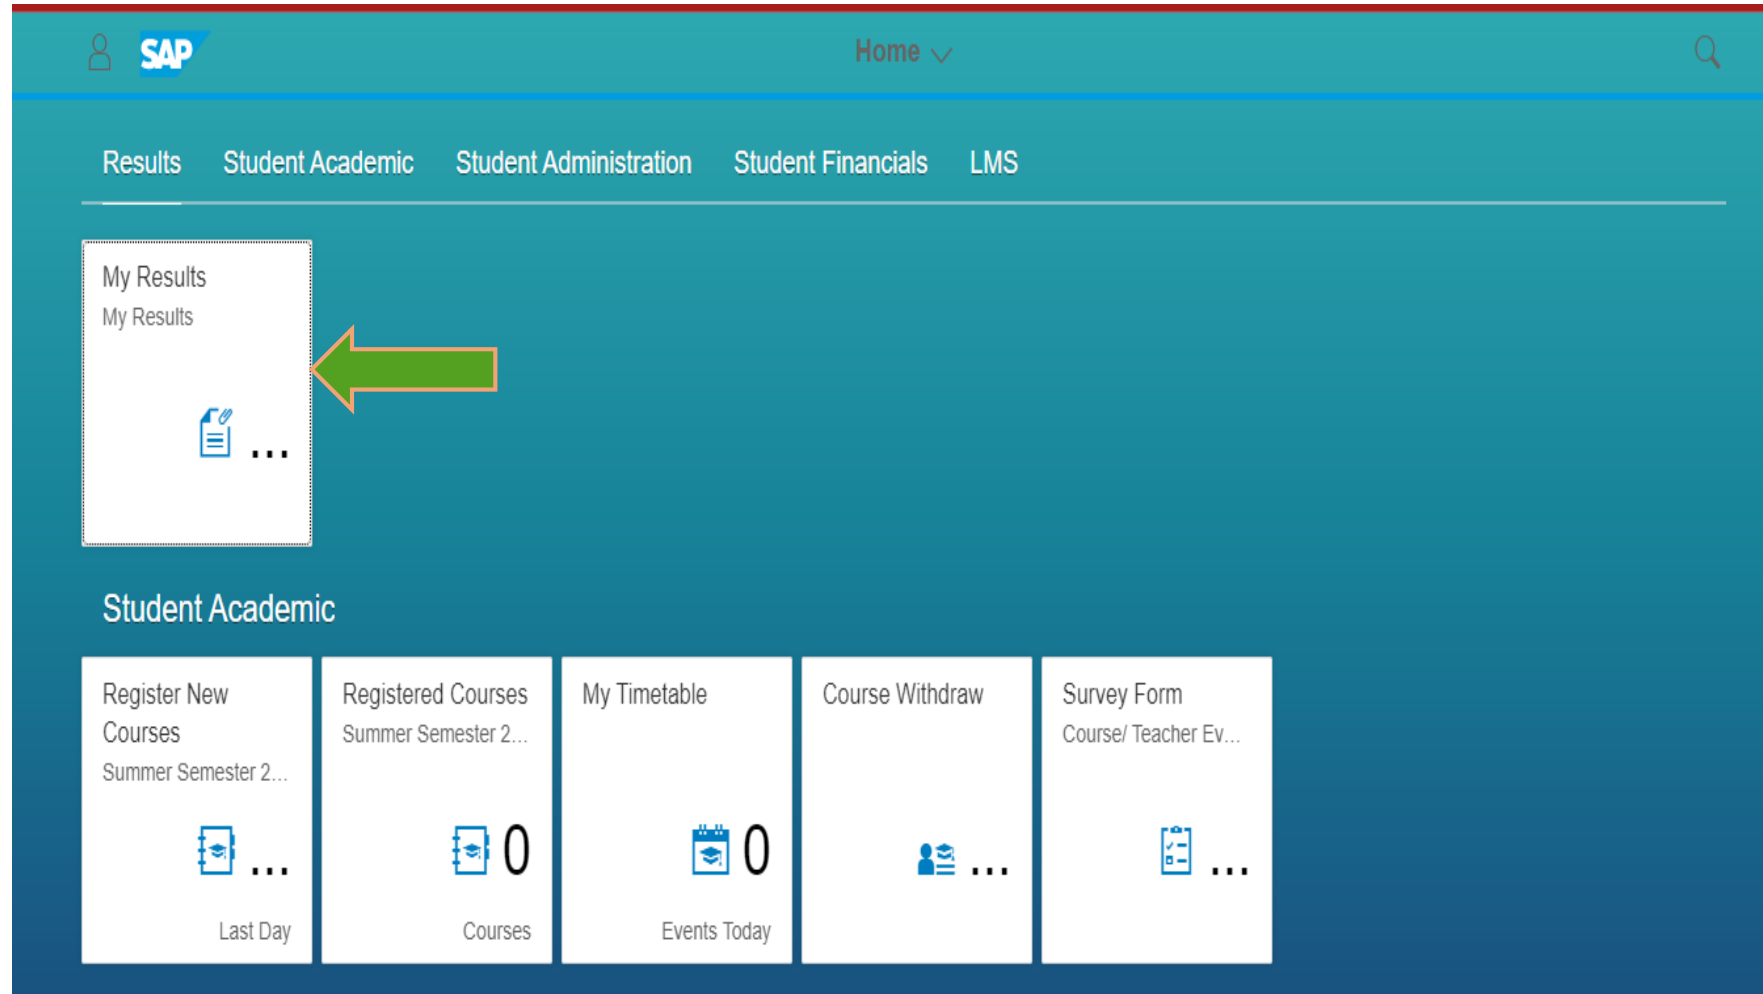 SAP
Home
Results Student Academic Student Administration Student Financials LMS
My Results
My Results
...
Student Academic
Register New
Courses
Summer Semester 2...
...
Last Day
Registered Courses
Summer Semester 2...
0
Courses
My Timetable
0
Events Today
Course Withdraw
...
Survey Form
Course/ Teacher Ev...
...